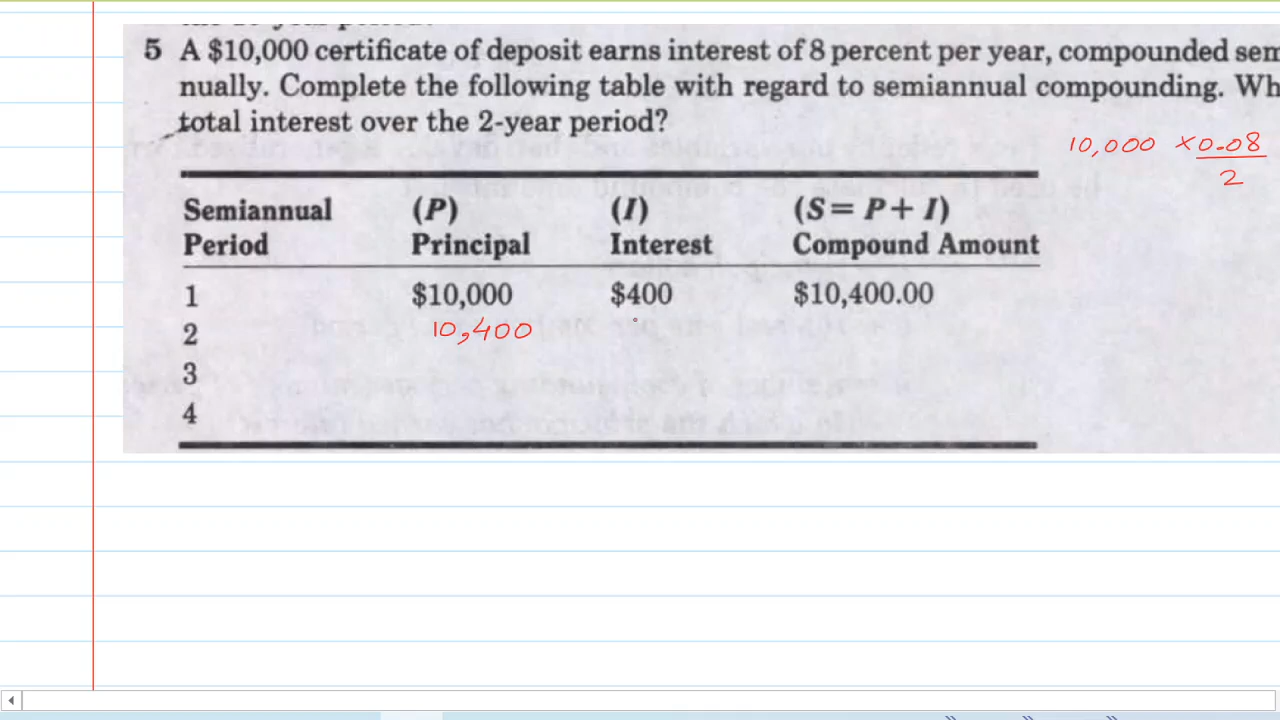 5 A $10,000 certificate of deposit earns interest of 8 percent per year, compounded sem
nually. Complete the following table with regard to semiannual compounding. Wh
total interest over the 2-year period?
10,000 × 0.08
2
Semiannual (P) (I) (S = P + I)
Period Principal Interest Compound Amount
1 $10,000 $400 $10,400.00
2 10,400
3
4